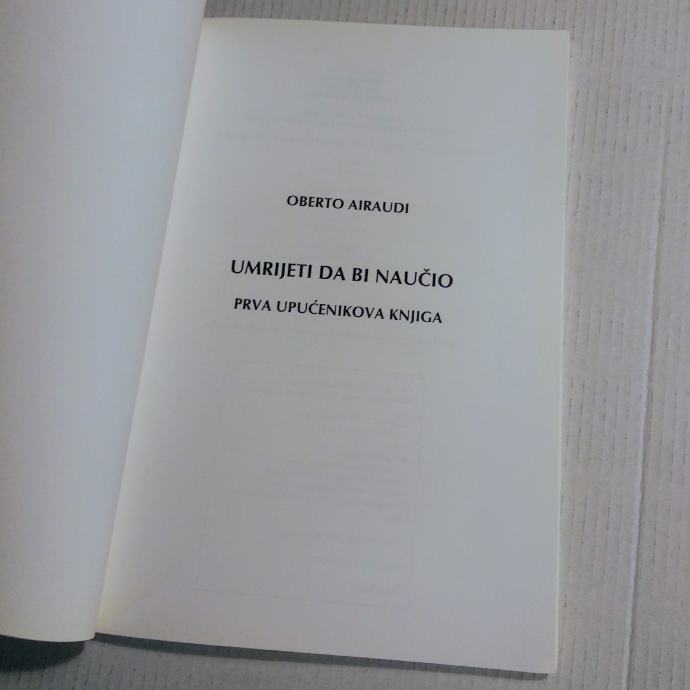 OBERTO AIRAUDI
UMRIJETI DA BI NAUČIO
PRVA UPUĆENIKOVA KNJIGA